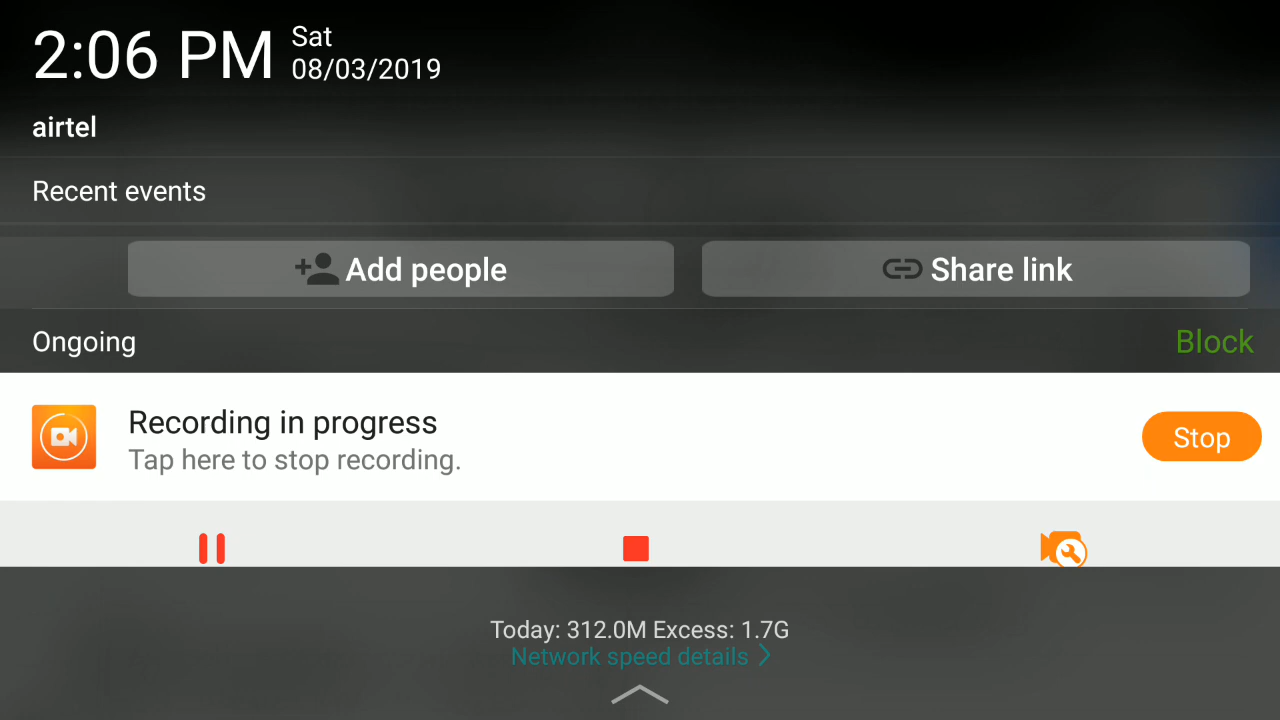 2:06 PM
Sat
08/03/2019
airtel
Recent events
Add people
Share link
Ongoing
Block
Recording in progress
Tap here to stop recording.
Stop
Today: 312.0M Excess: 1.7G
Network speed details